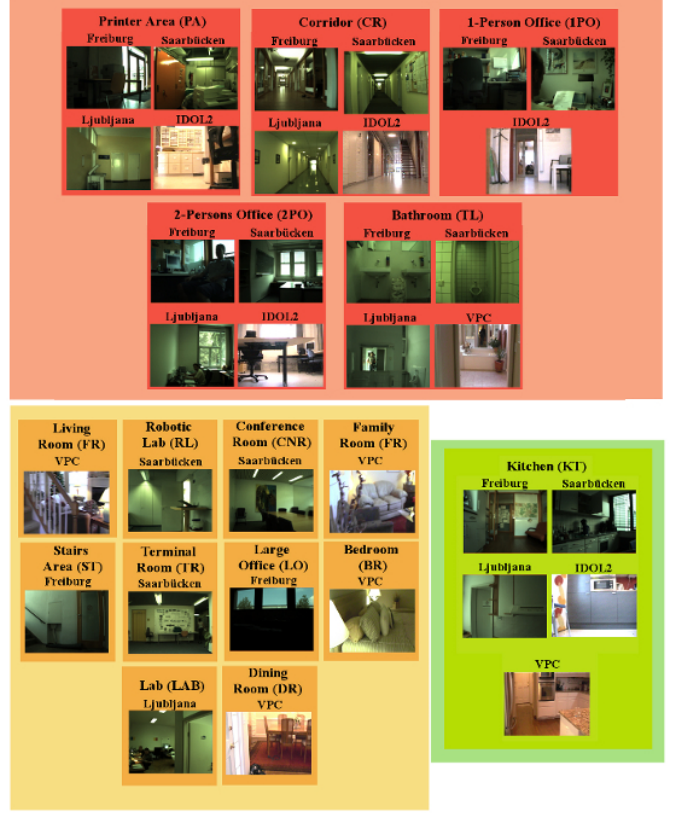 Printer Area (PA)
Freiburg Saarbücken
Ljubljana IDOL2
Corridor (CR)
Freiburg Saarbücken
Ljubljana IDOL2
1-Person Office (1PO)
Freiburg Saarbücken
IDOL2
2-Persons Office (2PO)
Freiburg Saarbücken
Ljubljana IDOL2
Bathroom (TL)
Freiburg Saarbücken
Ljubljana VPC
Living
Room (FR)
VPC
Robotic
Lab (RL)
Saarbücken
Conference
Room (CNR)
Saarbücken
Family
Room (FR)
VPC
Stairs
Area (ST)
Freiburg
Terminal
Room (TR)
Saarbücken
Large
Office (LO)
Freiburg
Bedroom
(BR)
VPC
Lab (LAB)
Ljubljana
Dining
Room (DR)
VPC
Kitchen (KT)
Freiburg Saarbücken
Ljubljana IDOL2
VPC